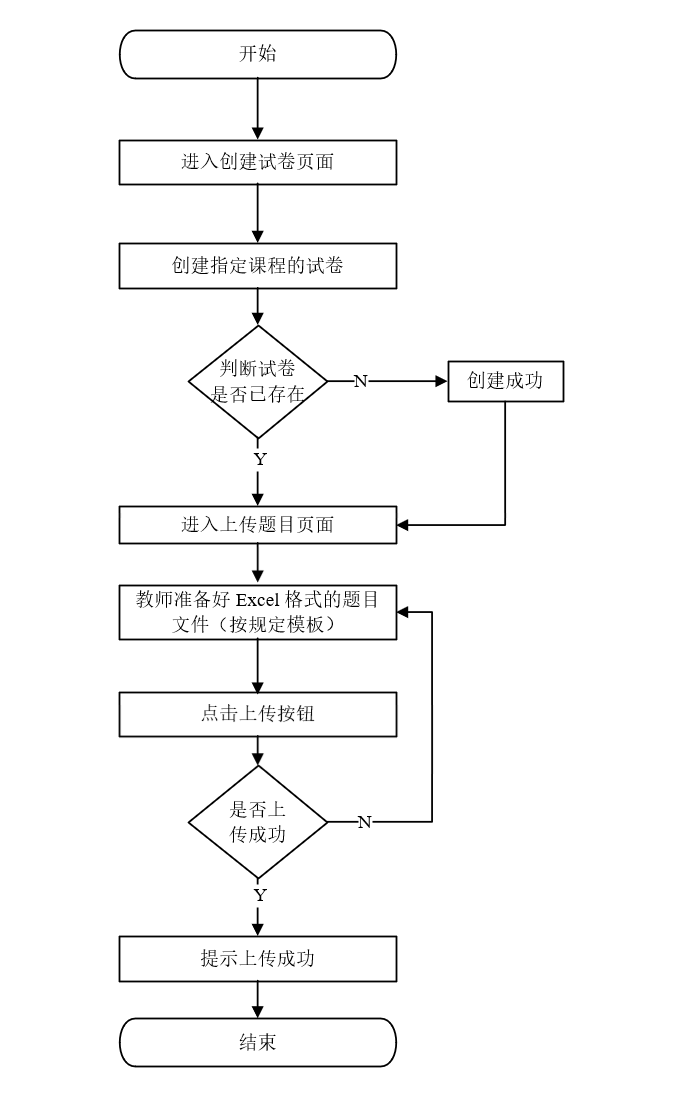 开始
进入创建试卷页面
创建指定课程的试卷
判断试卷
是否已存在
N
创建成功
Y
进入上传题目页面
教师准备好 Excel 格式的题目
文件（按规定模板）
点击上传按钮
是否上
传成功
N
Y
提示上传成功
结束